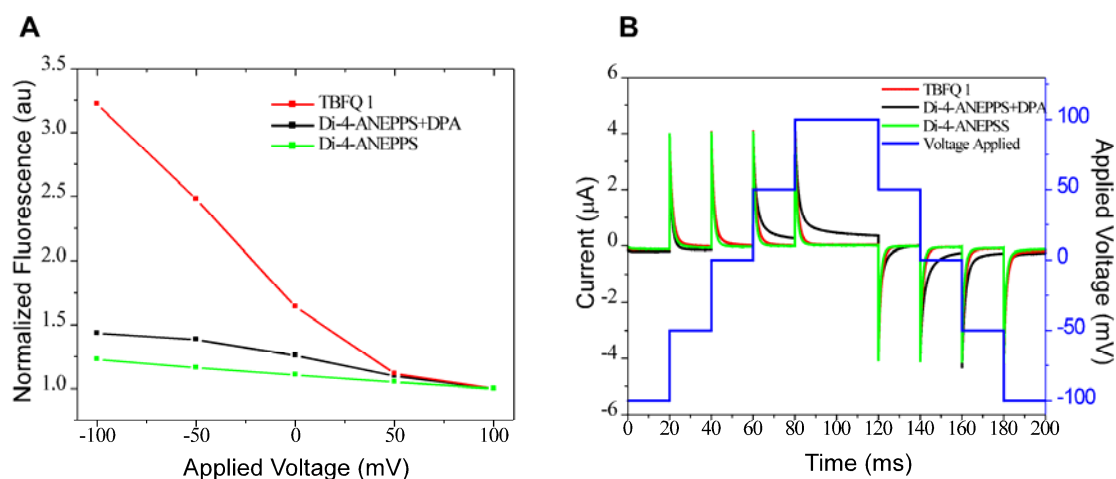 A
Normalized Fluorescence (au)
3.5
3.0
2.5
2.0
1.5
1.0
-100 -50 0 50 100
Applied Voltage (mV)
TBFQ 1
Di-4-ANEPPS+DPA
Di-4-ANEPPS
B
Current (μA)
6
4
2
0
-2
-4
-6
0 20 40 60 80 100 120 140 160 180 200
Time (ms)
TBFQ 1
Di-4-ANEPPS+DPA
Di-4-ANEPSS
Voltage Applied
100
50
0
-50
-100
Applied Voltage (mV)